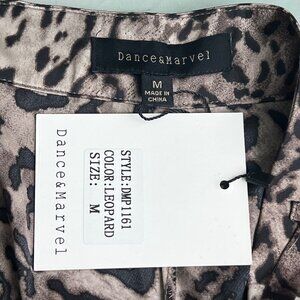 Dance&Marvel
M
MADE IN
CHINA
Dance&Marvel
STYLE:DMP1161
COLOR:LEOPARD
SIZE: M